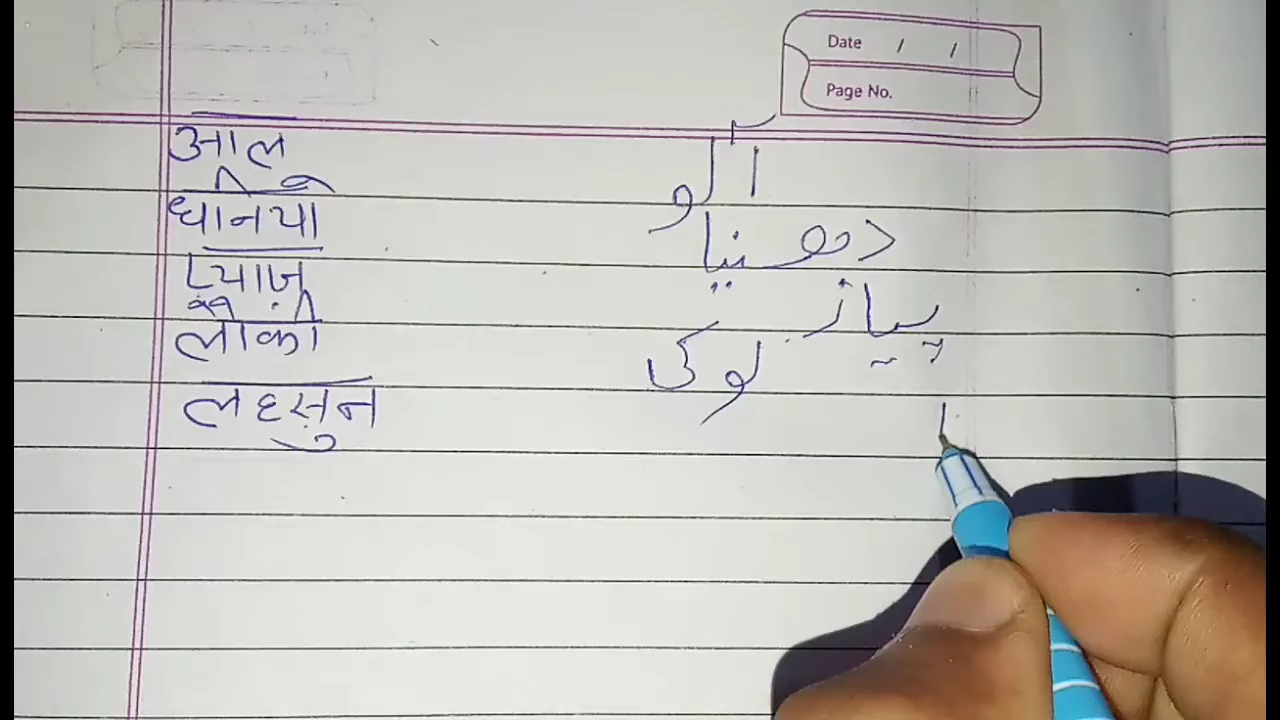 Date / /
Page No.
आलू آلو
धनिया دھنیا
प्याज़ پیاز
लौकी لوکی
लहसुन